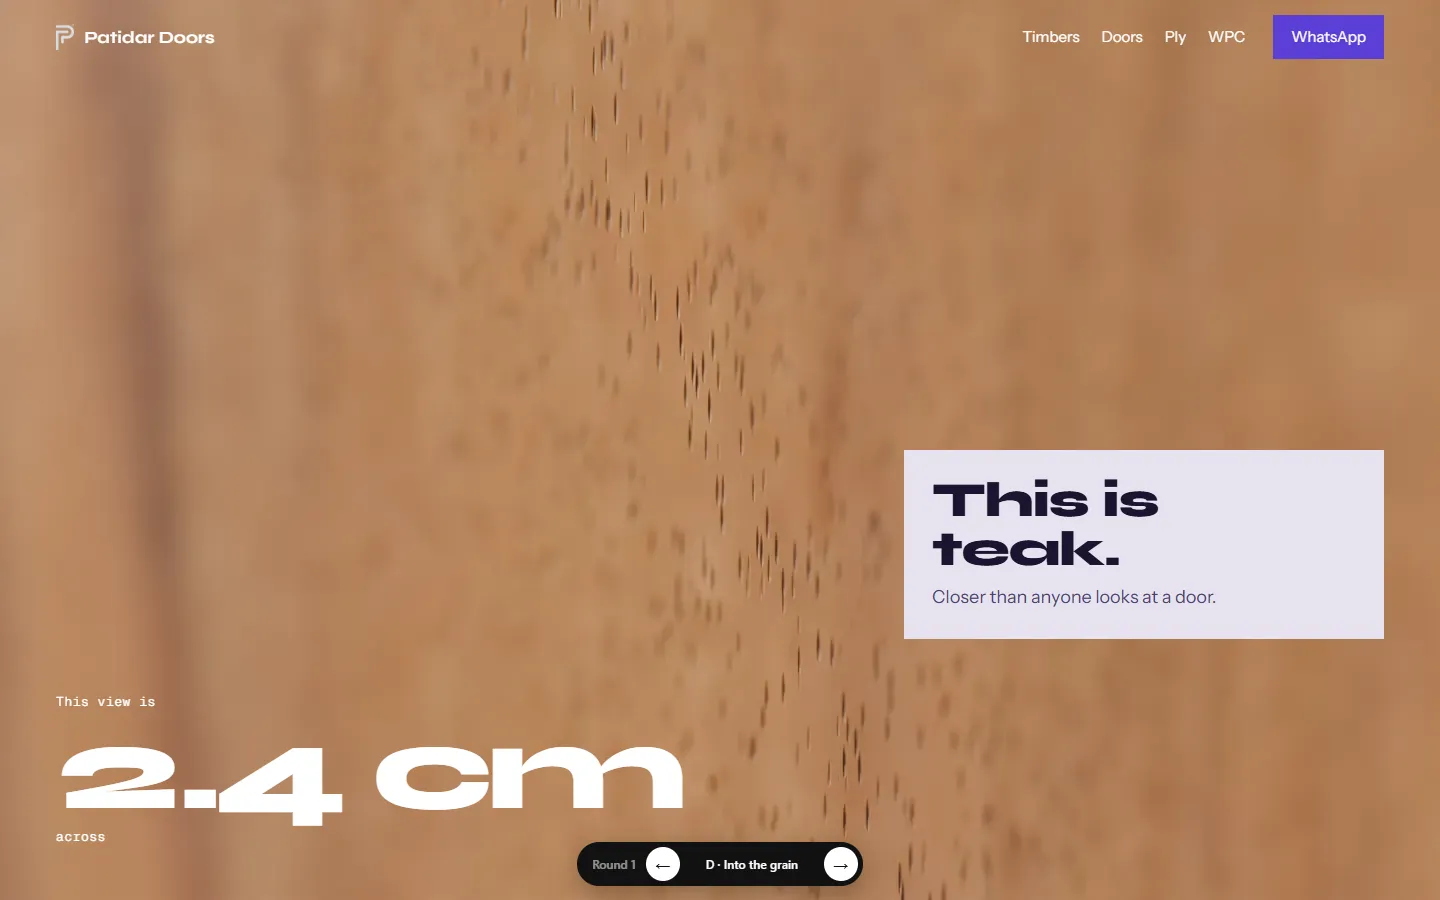 Patidar Doors
Timbers Doors Ply WPC WhatsApp
This is
teak.
Closer than anyone looks at a door.
This view is
2.4 cm
across
Round 1 ← D · Into the grain →